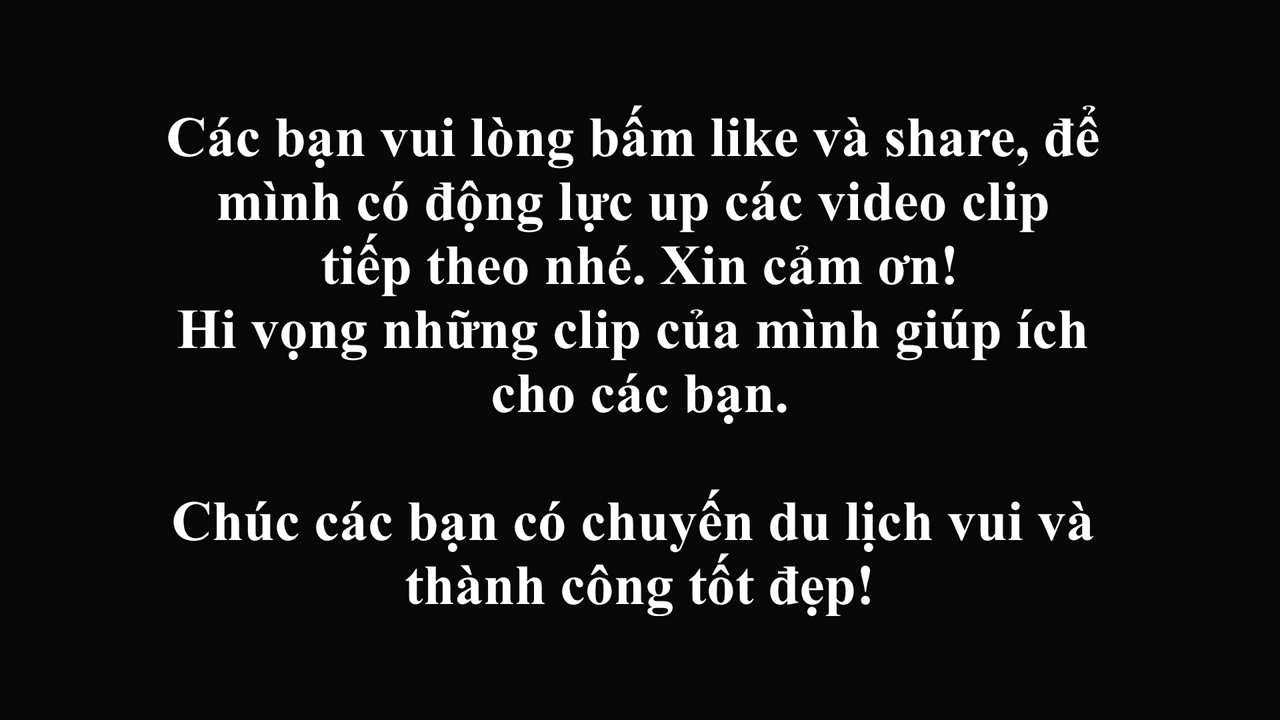 Các bạn vui lòng bấm like và share, để
mình có động lực up các video clip
tiếp theo nhé. Xin cảm ơn!
Hi vọng những clip của mình giúp ích
cho các bạn.
Chúc các bạn có chuyến du lịch vui và
thành công tốt đẹp!